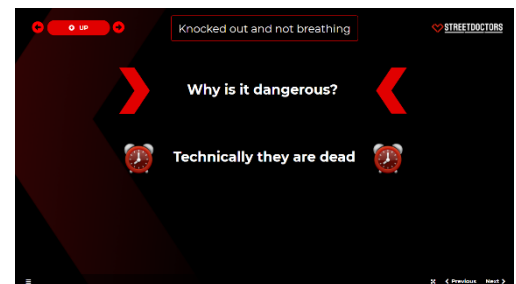 UP
Knocked out and not breathing
STREETDOCTORS
Why is it dangerous?
Technically they are dead
Previous
Next